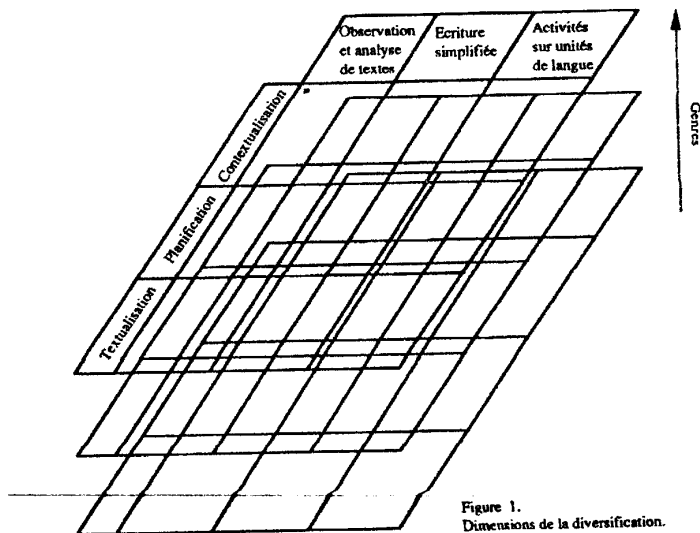 Observation
et analyse
de textes
Ecriture
simplifiée
Activités
sur unités
de langue
Genres
Contextualisation
Planification
Textualisation
Figure 1.
Dimensions de la diversification.